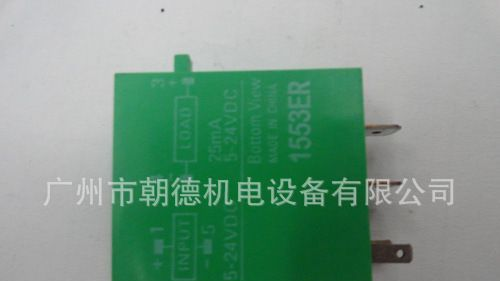 广州市朝德机电设备有限公司
+ 1
INPUT
- 5
5-24VDC
3
LOAD
25mA
5-24VDC
Bottom View
MADE IN CHINA
1553ER